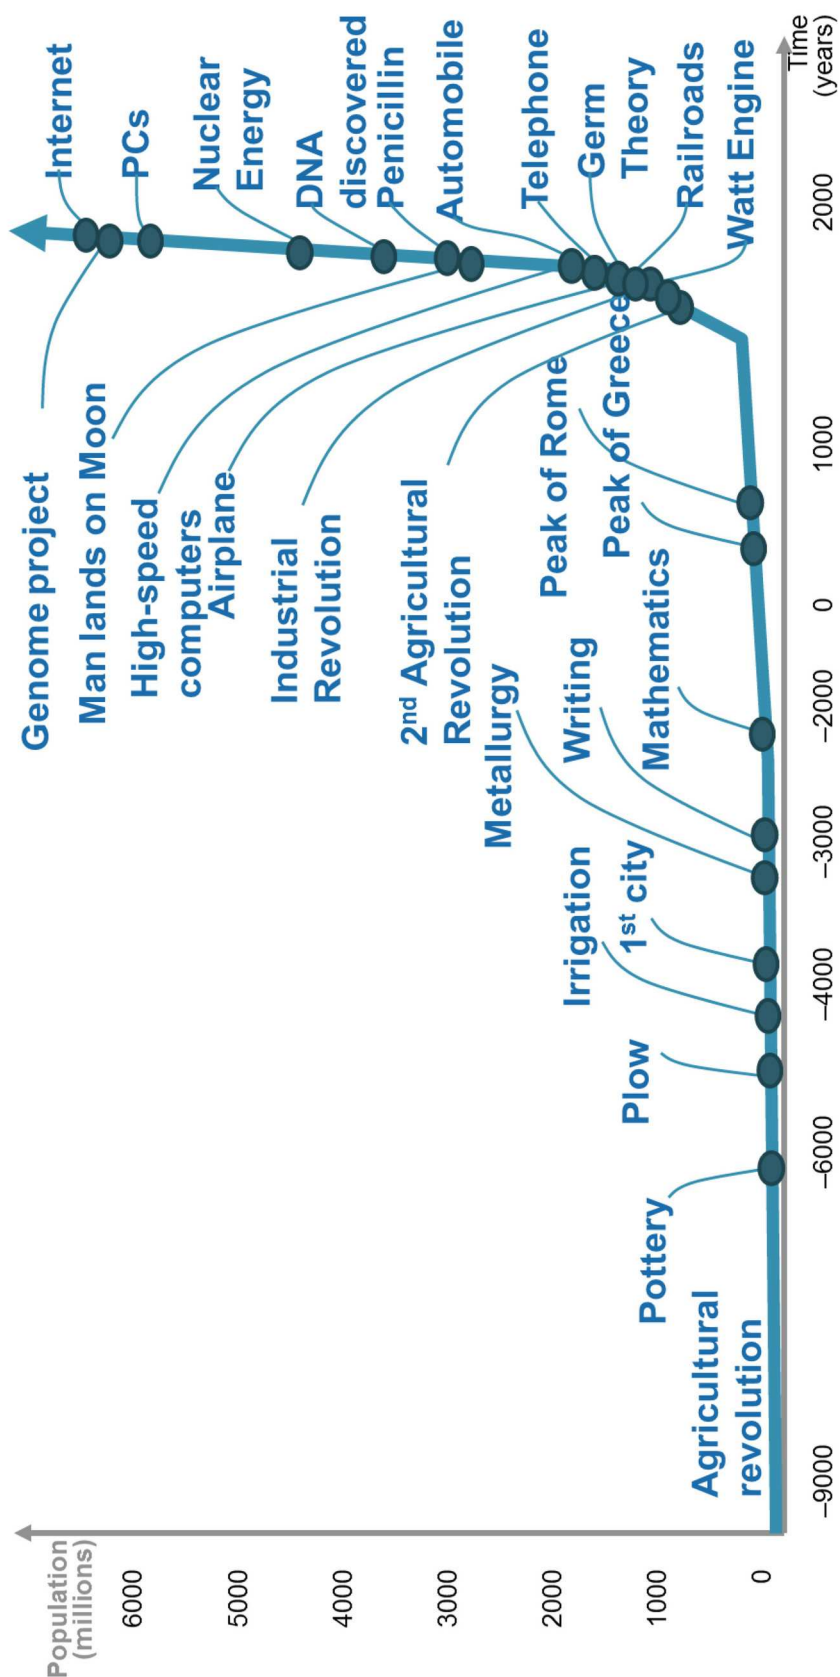 Population
(millions)
6000
5000
4000
3000
2000
1000
0
–9000
–6000
–4000
–3000
–2000
0
1000
2000
Time
(years)
Agricultural
revolution
Pottery
Plow
Irrigation
1st city
Metallurgy
Writing
Mathematics
Peak of Greece
Peak of Rome
2nd Agricultural
Revolution
Industrial
Revolution
Airplane
High-speed
computers
Man lands on Moon
Genome project
Internet
PCs
Nuclear
Energy
DNA
discovered
Penicillin
Automobile
Telephone
Germ
Theory
Railroads
Watt Engine